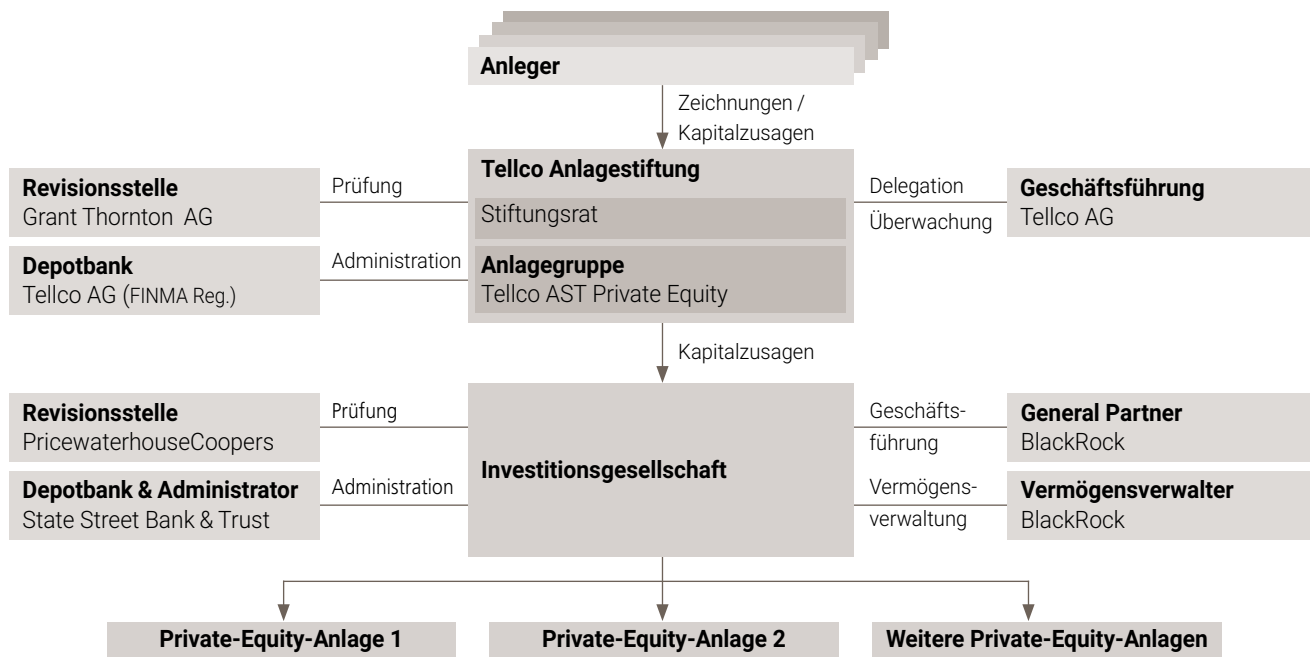 Anleger
Zeichnungen /
Kapitalzusagen
Revisionsstelle
Grant Thornton AG
Prüfung
Depotbank
Tellco AG (FINMA Reg.)
Administration
Tellco Anlagestiftung
Stiftungsrat
Anlagegruppe
Tellco AST Private Equity
Delegation
Überwachung
Geschäftsführung
Tellco AG
Kapitalzusagen
Revisionsstelle
PricewaterhouseCoopers
Prüfung
Depotbank & Administrator
State Street Bank & Trust
Administration
Investitionsgesellschaft
Geschäfts-
führung
General Partner
BlackRock
Vermögens-
verwaltung
Vermögensverwalter
BlackRock
Private-Equity-Anlage 1
Private-Equity-Anlage 2
Weitere Private-Equity-Anlagen